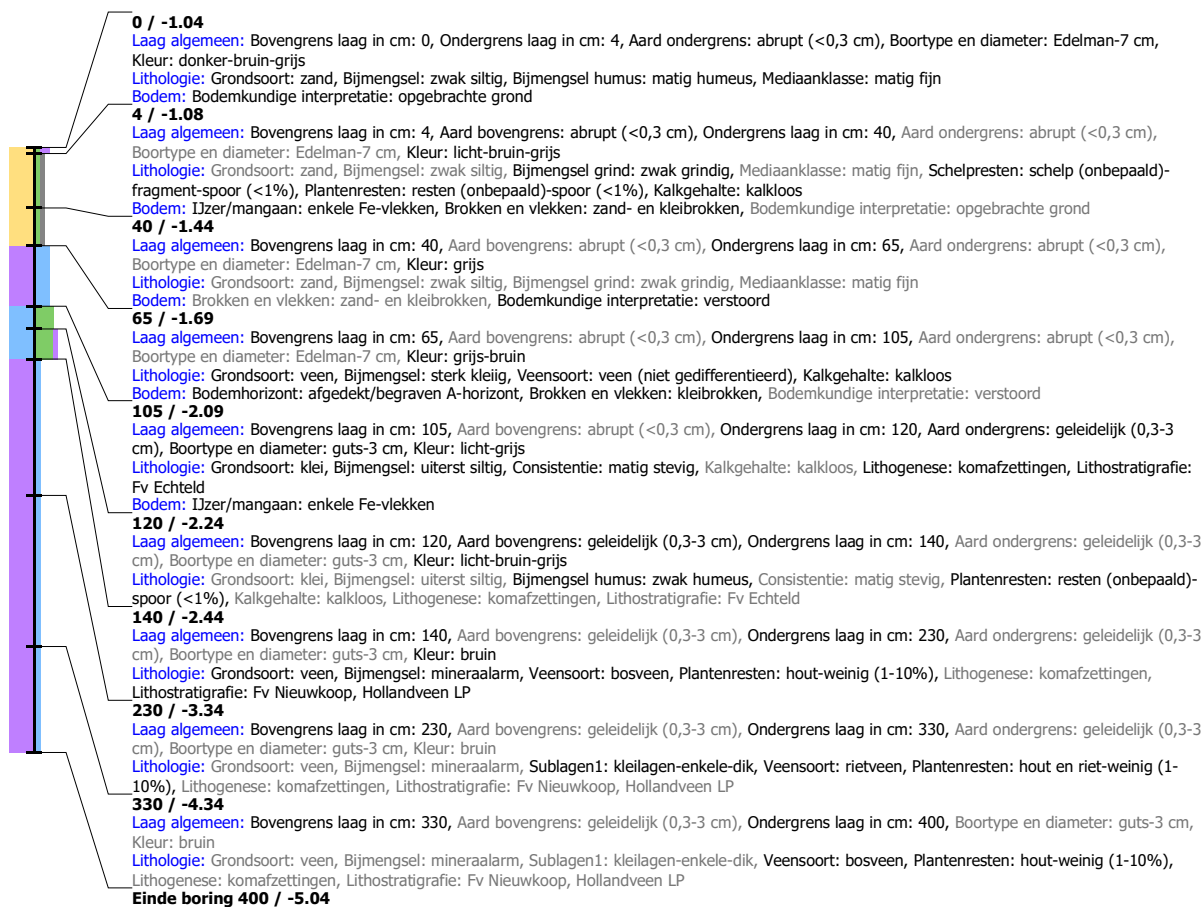 0 / -1.04
Laag algemeen: Bovengrens laag in cm: 0, Ondergrens laag in cm: 4, Aard ondergrens: abrupt (<0,3 cm), Boortype en diameter: Edelman-7 cm,
Kleur: donker-bruin-grijs
Lithologie: Grondsoort: zand, Bijmengsel: zwak siltig, Bijmengsel humus: matig humeus, Mediaanklasse: matig fijn
Bodem: Bodemkundige interpretatie: opgebrachte grond
4 / -1.08
Laag algemeen: Bovengrens laag in cm: 4, Aard bovengrens: abrupt (<0,3 cm), Ondergrens laag in cm: 40, Aard ondergrens: abrupt (<0,3 cm),
Boortype en diameter: Edelman-7 cm, Kleur: licht-bruin-grijs
Lithologie: Grondsoort: zand, Bijmengsel: zwak siltig, Bijmengsel grind: zwak grindig, Mediaanklasse: matig fijn, Schelpresten: schelp (onbepaald)-
fragment-spoor (<1%), Plantenresten: resten (onbepaald)-spoor (<1%), Kalkgehalte: kalkloos
Bodem: IJzer/mangaan: enkele Fe-vlekken, Brokken en vlekken: zand- en kleibrokken, Bodemkundige interpretatie: opgebrachte grond
40 / -1.44
Laag algemeen: Bovengrens laag in cm: 40, Aard bovengrens: abrupt (<0,3 cm), Ondergrens laag in cm: 65, Aard ondergrens: abrupt (<0,3 cm),
Boortype en diameter: Edelman-7 cm, Kleur: grijs
Lithologie: Grondsoort: zand, Bijmengsel: zwak siltig, Bijmengsel grind: zwak grindig, Mediaanklasse: matig fijn
Bodem: Brokken en vlekken: zand- en kleibrokken, Bodemkundige interpretatie: verstoord
65 / -1.69
Laag algemeen: Bovengrens laag in cm: 65, Aard bovengrens: abrupt (<0,3 cm), Ondergrens laag in cm: 105, Aard ondergrens: abrupt (<0,3 cm),
Boortype en diameter: Edelman-7 cm, Kleur: grijs-bruin
Lithologie: Grondsoort: veen, Bijmengsel: sterk kleiig, Veensoort: veen (niet gedifferentieerd), Kalkgehalte: kalkloos
Bodem: Bodemhorizont: afgedekt/begraven A-horizont, Brokken en vlekken: kleibrokken, Bodemkundige interpretatie: verstoord
105 / -2.09
Laag algemeen: Bovengrens laag in cm: 105, Aard bovengrens: abrupt (<0,3 cm), Ondergrens laag in cm: 120, Aard ondergrens: geleidelijk (0,3-3
cm), Boortype en diameter: guts-3 cm, Kleur: licht-grijs
Lithologie: Grondsoort: klei, Bijmengsel: uiterst siltig, Consistentie: matig stevig, Kalkgehalte: kalkloos, Lithogenese: komafzettingen, Lithostratigrafie:
Fv Echteld
Bodem: IJzer/mangaan: enkele Fe-vlekken
120 / -2.24
Laag algemeen: Bovengrens laag in cm: 120, Aard bovengrens: geleidelijk (0,3-3 cm), Ondergrens laag in cm: 140, Aard ondergrens: geleidelijk (0,3-3
cm), Boortype en diameter: guts-3 cm, Kleur: licht-bruin-grijs
Lithologie: Grondsoort: klei, Bijmengsel: uiterst siltig, Bijmengsel humus: zwak humeus, Consistentie: matig stevig, Plantenresten: resten (onbepaald)-
spoor (<1%), Kalkgehalte: kalkloos, Lithogenese: komafzettingen, Lithostratigrafie: Fv Echteld
140 / -2.44
Laag algemeen: Bovengrens laag in cm: 140, Aard bovengrens: geleidelijk (0,3-3 cm), Ondergrens laag in cm: 230, Aard ondergrens: geleidelijk (0,3-3
cm), Boortype en diameter: guts-3 cm, Kleur: bruin
Lithologie: Grondsoort: veen, Bijmengsel: mineraalarm, Veensoort: bosveen, Plantenresten: hout-weinig (1-10%), Lithogenese: komafzettingen,
Lithostratigrafie: Fv Nieuwkoop, Hollandveen LP
230 / -3.34
Laag algemeen: Bovengrens laag in cm: 230, Aard bovengrens: geleidelijk (0,3-3 cm), Ondergrens laag in cm: 330, Aard ondergrens: geleidelijk (0,3-3
cm), Boortype en diameter: guts-3 cm, Kleur: bruin
Lithologie: Grondsoort: veen, Bijmengsel: mineraalarm, Sublagen1: kleilagen-enkele-dik, Veensoort: rietveen, Plantenresten: hout en riet-weinig (1-
10%), Lithogenese: komafzettingen, Lithostratigrafie: Fv Nieuwkoop, Hollandveen LP
330 / -4.34
Laag algemeen: Bovengrens laag in cm: 330, Aard bovengrens: geleidelijk (0,3-3 cm), Ondergrens laag in cm: 400, Boortype en diameter: guts-3 cm,
Kleur: bruin
Lithologie: Grondsoort: veen, Bijmengsel: mineraalarm, Sublagen1: kleilagen-enkele-dik, Veensoort: bosveen, Plantenresten: hout-weinig (1-10%),
Lithogenese: komafzettingen, Lithostratigrafie: Fv Nieuwkoop, Hollandveen LP
Einde boring 400 / -5.04